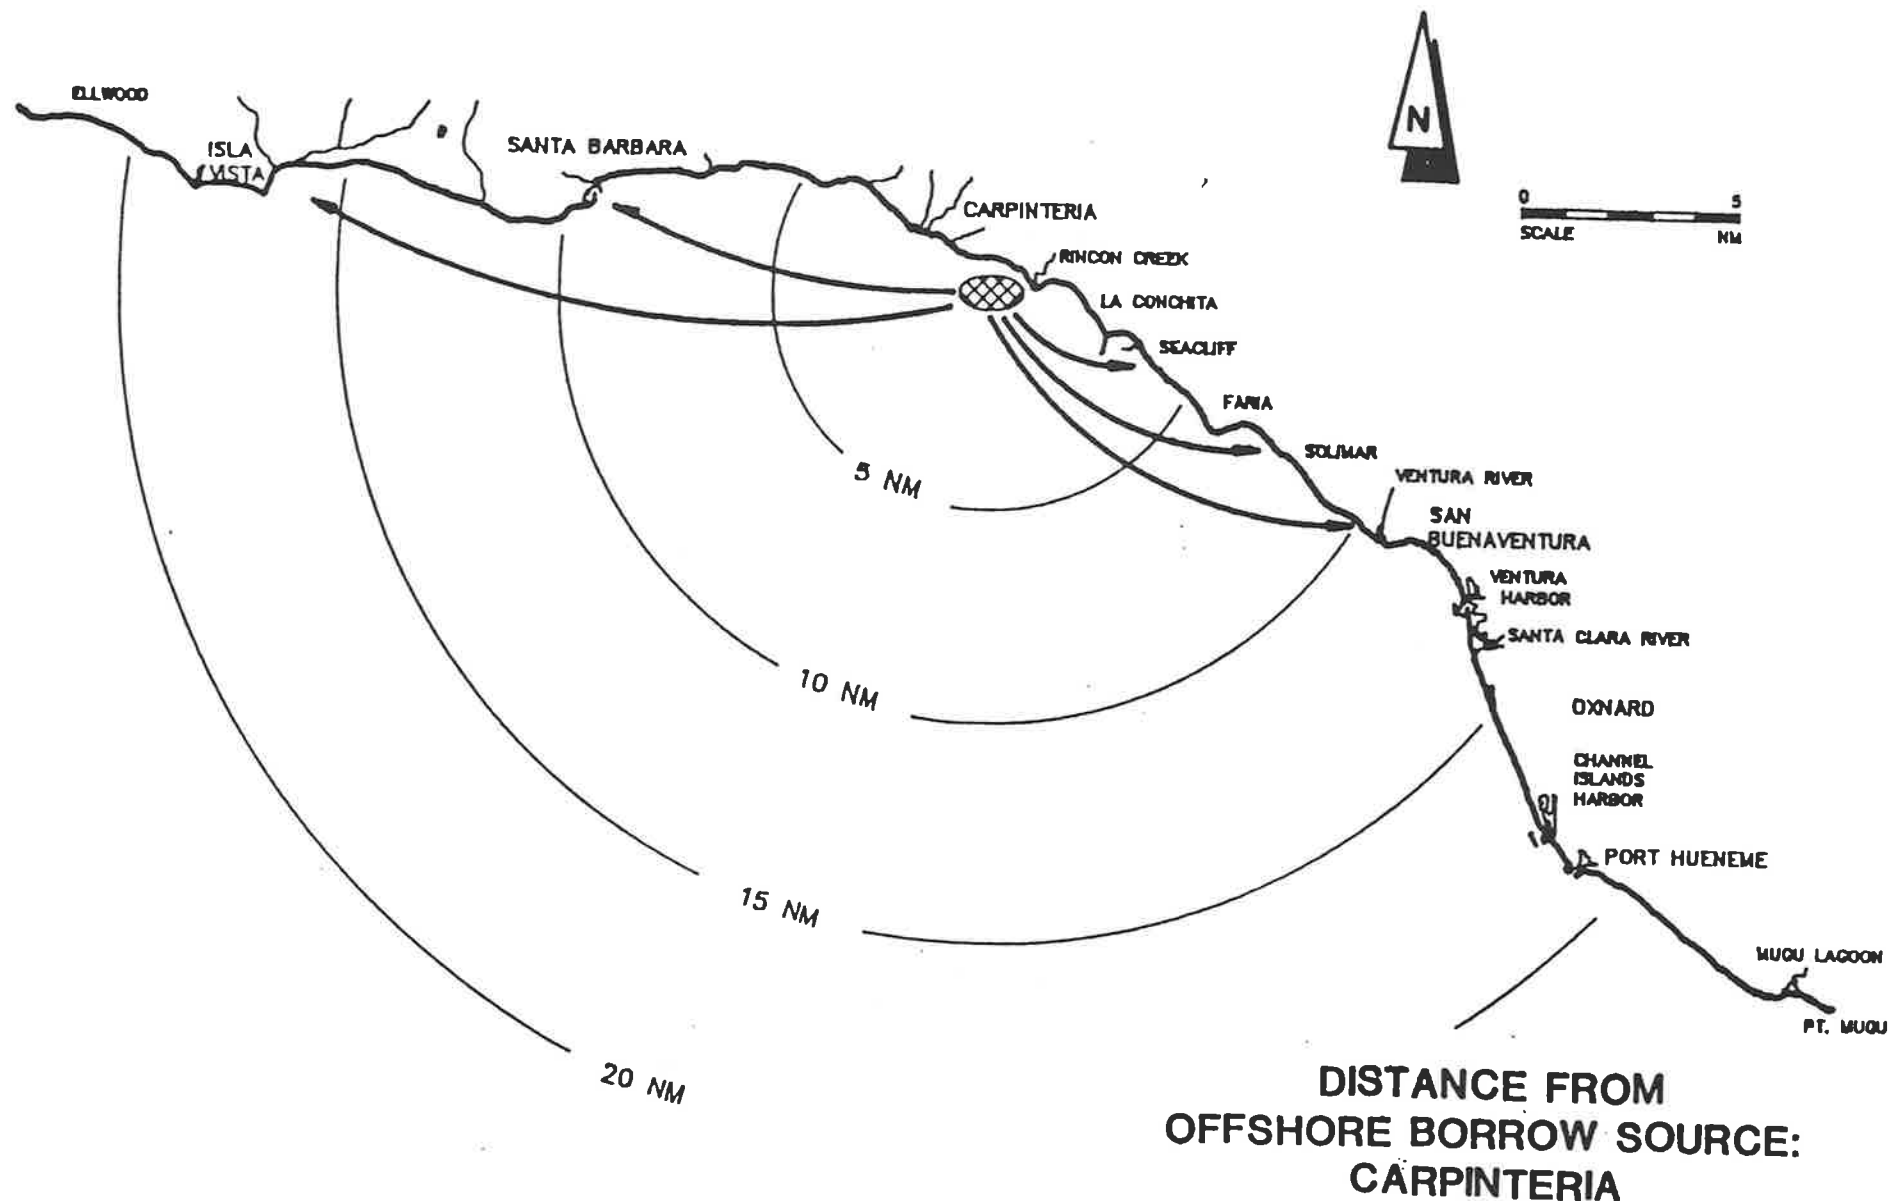 N
ELLWOOD
ISLA
VISTA
SANTA BARBARA
CARPINTERIA
0 5
SCALE NM
RINCON CREEK
LA CONCHITA
SEACLIFF
FARIA
SOLIMAR
VENTURA RIVER
5 NM
SAN
BUENAVENTURA
VENTURA
HARBOR
SANTA CLARA RIVER
10 NM
OXNARD
CHANNEL
ISLANDS
HARBOR
PORT HUENEME
15 NM
MUGU LAGOON
PT. MUGU
20 NM
DISTANCE FROM
OFFSHORE BORROW SOURCE:
CARPINTERIA